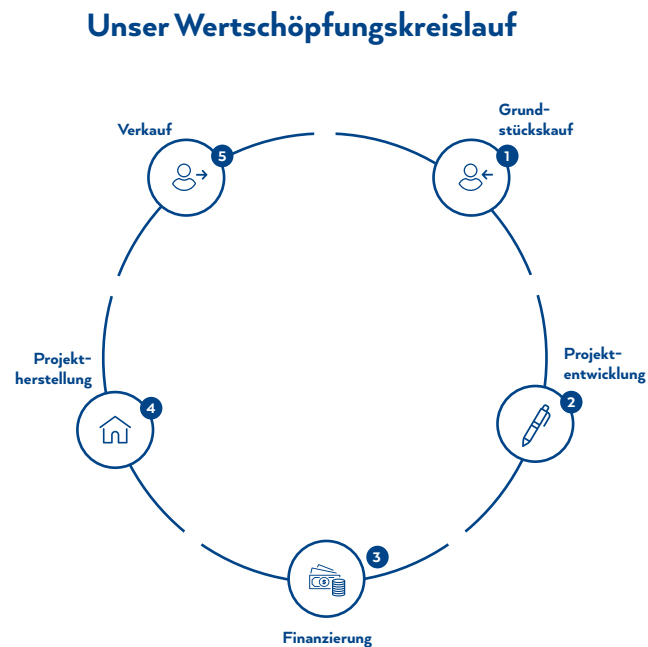 Unser Wertschöpfungskreislauf
Grund-
stückskauf
1
Projekt-
entwicklung
2
3
Finanzierung
Projekt-
herstellung
4
Verkauf
5